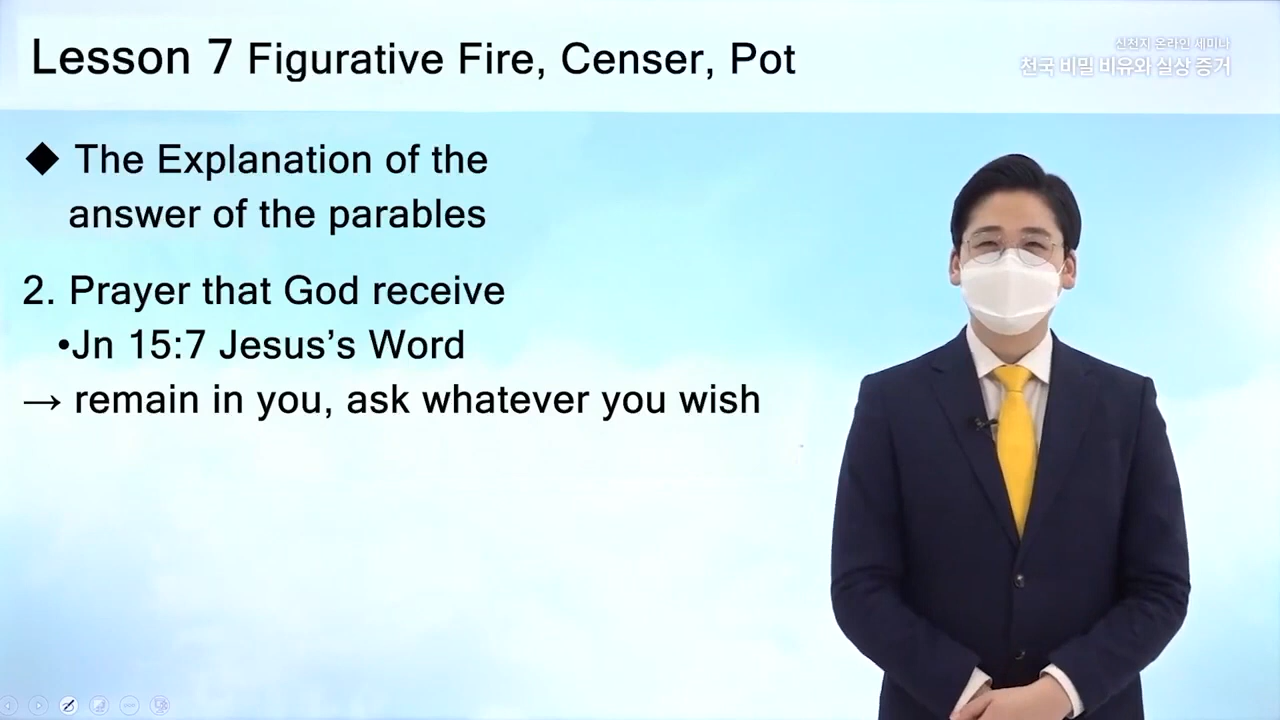 Lesson 7 Figurative Fire, Censer, Pot
신천지 온라인 세미나
천국 비밀 비유와 실상 증거
◆ The Explanation of the
answer of the parables
2. Prayer that God receive
•Jn 15:7 Jesus’s Word
→ remain in you, ask whatever you wish